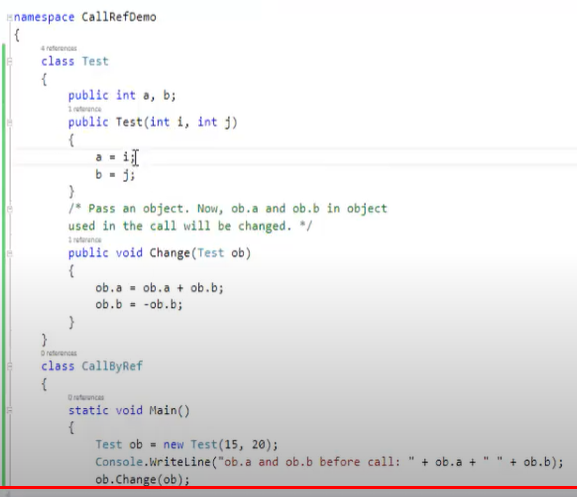 namespace CallRefDemo
{
4 references
class Test
{
public int a, b;
1 reference
public Test(int i, int j)
{
a = i;
b = j;
}
/* Pass an object. Now, ob.a and ob.b in object
used in the call will be changed. */
1 reference
public void Change(Test ob)
{
ob.a = ob.a + ob.b;
ob.b = -ob.b;
}
}
0 references
class CallByRef
{
0 references
static void Main()
{
Test ob = new Test(15, 20);
Console.WriteLine("ob.a and ob.b before call: " + ob.a + " " + ob.b);
ob.Change(ob);